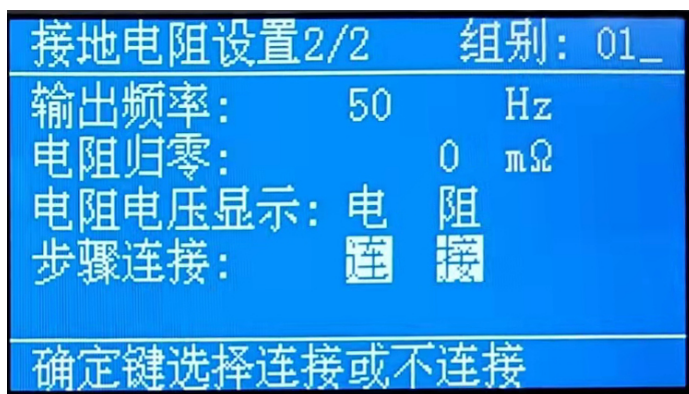 接地电阻设置2/2 组别: 01_
输出频率: 50 Hz
电阻归零: 0 mΩ
电阻电压显示: 电 阻
步骤连接: 连 接
确定键选择连接或不连接